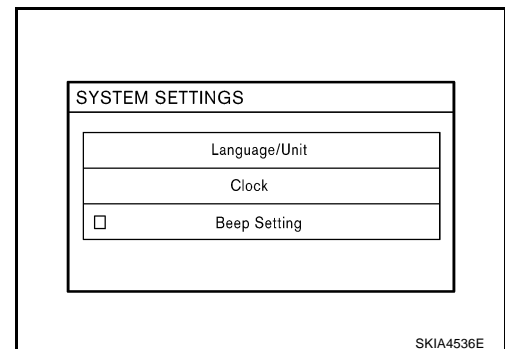 SYSTEM SETTINGS
Language/Unit
Clock
Beep Setting
SKIA4536E